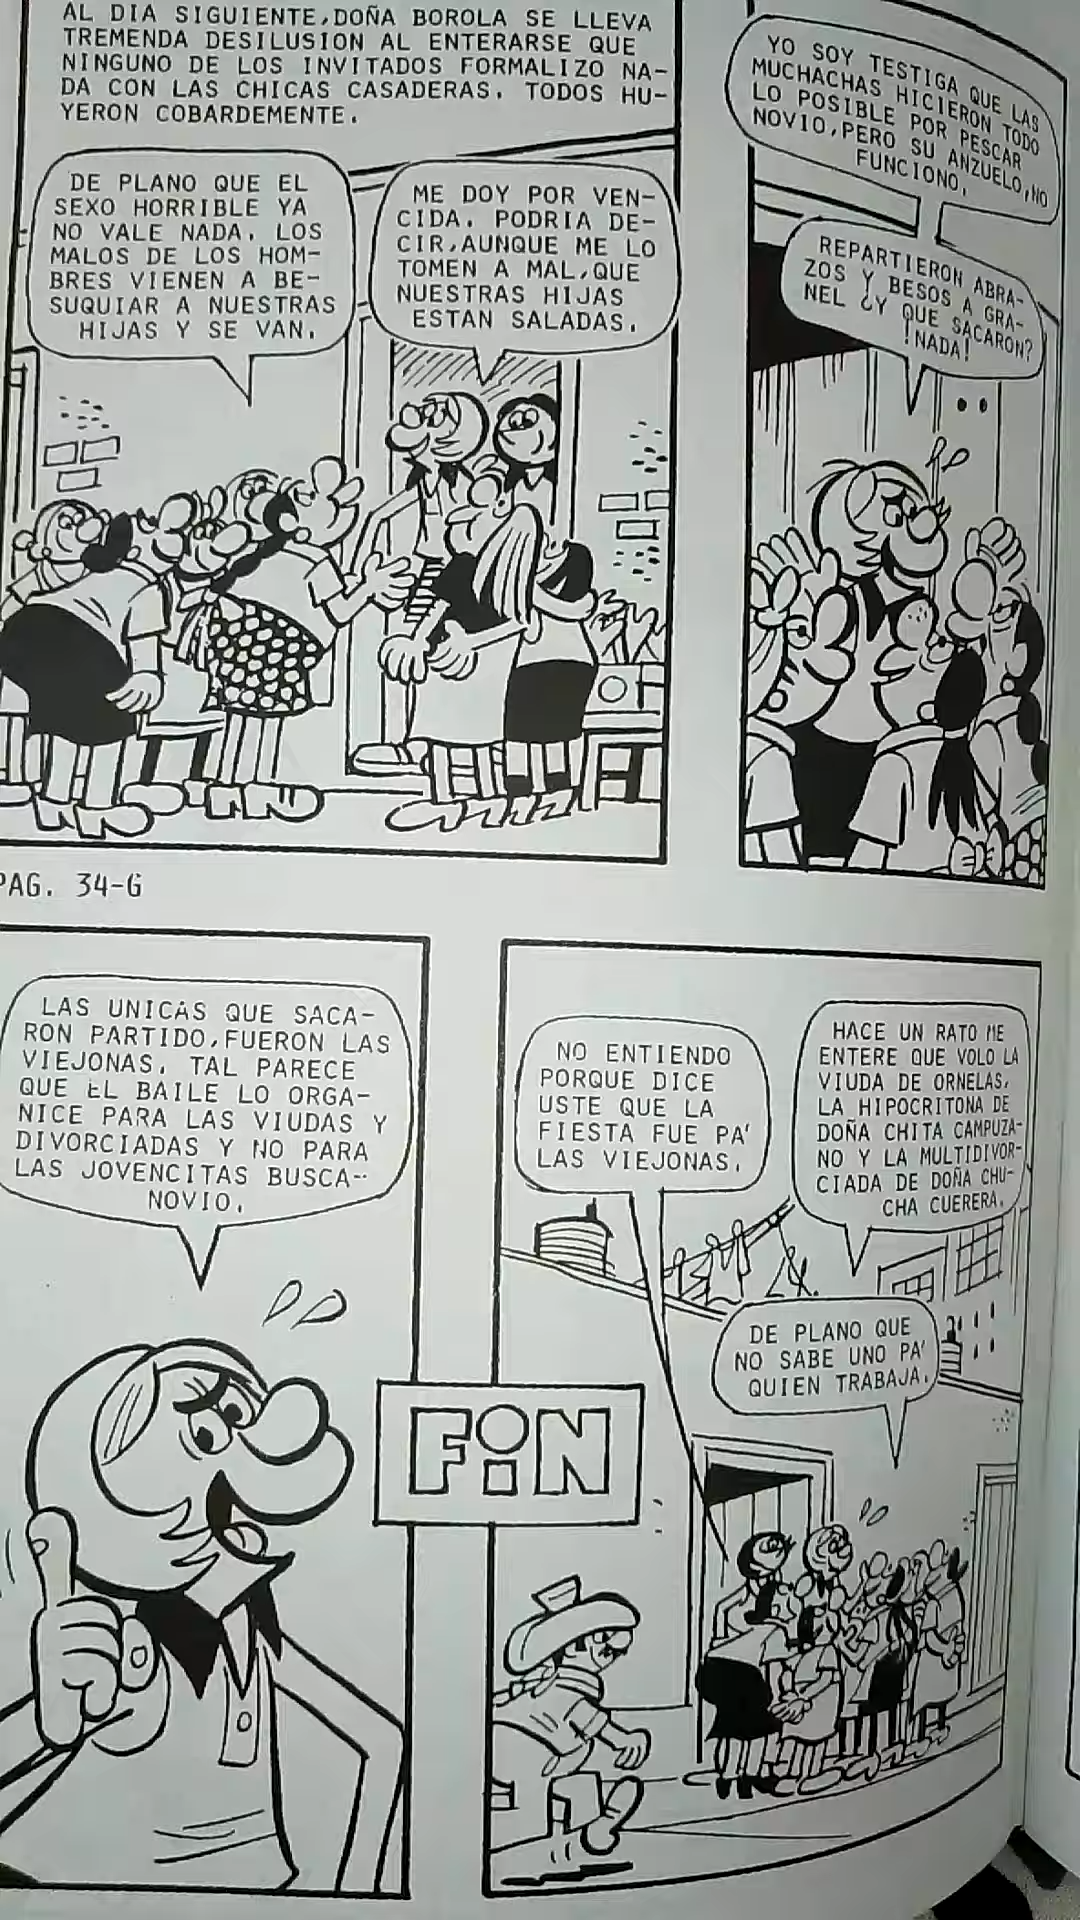 AL DIA SIGUIENTE, DOÑA BOROLA SE LLEVA
TREMENDA DESILUSION AL ENTERARSE QUE
NINGUNO DE LOS INVITADOS FORMALIZO NA-
DA CON LAS CHICAS CASADERAS. TODOS HU-
YERON COBARDEMENTE.
DE PLANO QUE EL
SEXO HORRIBLE YA
NO VALE NADA. LOS
MALOS DE LOS HOM-
BRES VIENEN A BE-
SUQUIAR A NUESTRAS
HIJAS Y SE VAN.
ME DOY POR VEN-
CIDA. PODRIA DE-
CIR, AUNQUE ME LO
TOMEN A MAL, QUE
NUESTRAS HIJAS
ESTAN SALADAS.
YO SOY TESTIGA QUE LAS
MUCHACHAS HICIERON TODO
LO POSIBLE POR PESCAR
NOVIO, PERO SU ANZUELO, NO
FUNCIONO.
REPARTIERON ABRA-
ZOS Y BESOS A GRA-
NEL ¿Y QUE SACARON?
!NADA!
PAG. 34-G
LAS UNICAS QUE SACA-
RON PARTIDO, FUERON LAS
VIEJONAS. TAL PARECE
QUE EL BAILE LO ORGA-
NICE PARA LAS VIUDAS Y
DIVORCIADAS Y NO PARA
LAS JOVENCITAS BUSCA-
NOVIO.
NO ENTIENDO
PORQUE DICE
USTE QUE LA
FIESTA FUE PA'
LAS VIEJONAS.
HACE UN RATO ME
ENTERE QUE VOLO LA
VIUDA DE ORNELAS.
LA HIPOCRITONA DE
DOÑA CHITA CAMPUZA-
NO Y LA MULTIDIVOR-
CIADA DE DOÑA CHU-
CHA CUERERA.
DE PLANO QUE
NO SABE UNO PA'
QUIEN TRABAJA.
FiN